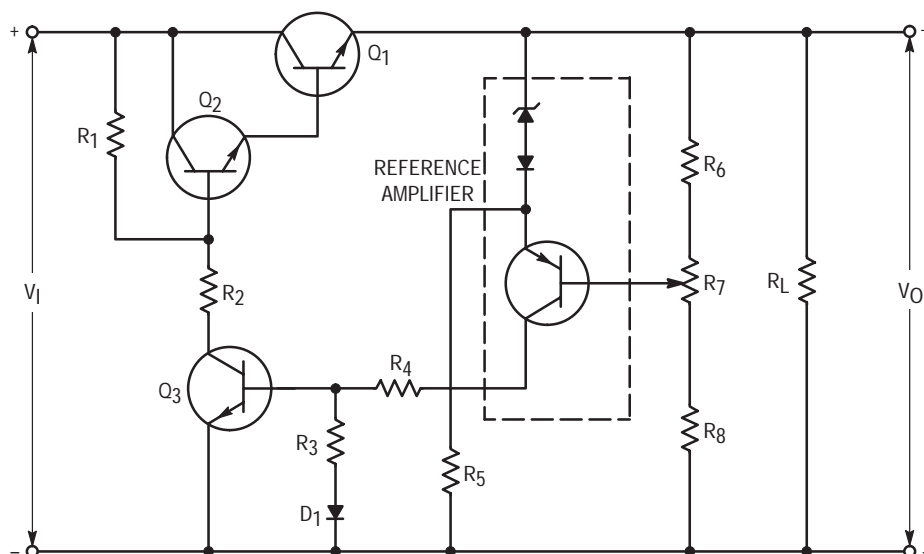 +
Q1
Q2
R1
REFERENCE
AMPLIFIER
R6
VI
R2
R7
RL
VO
Q3
R4
R3
R8
R5
D1
–